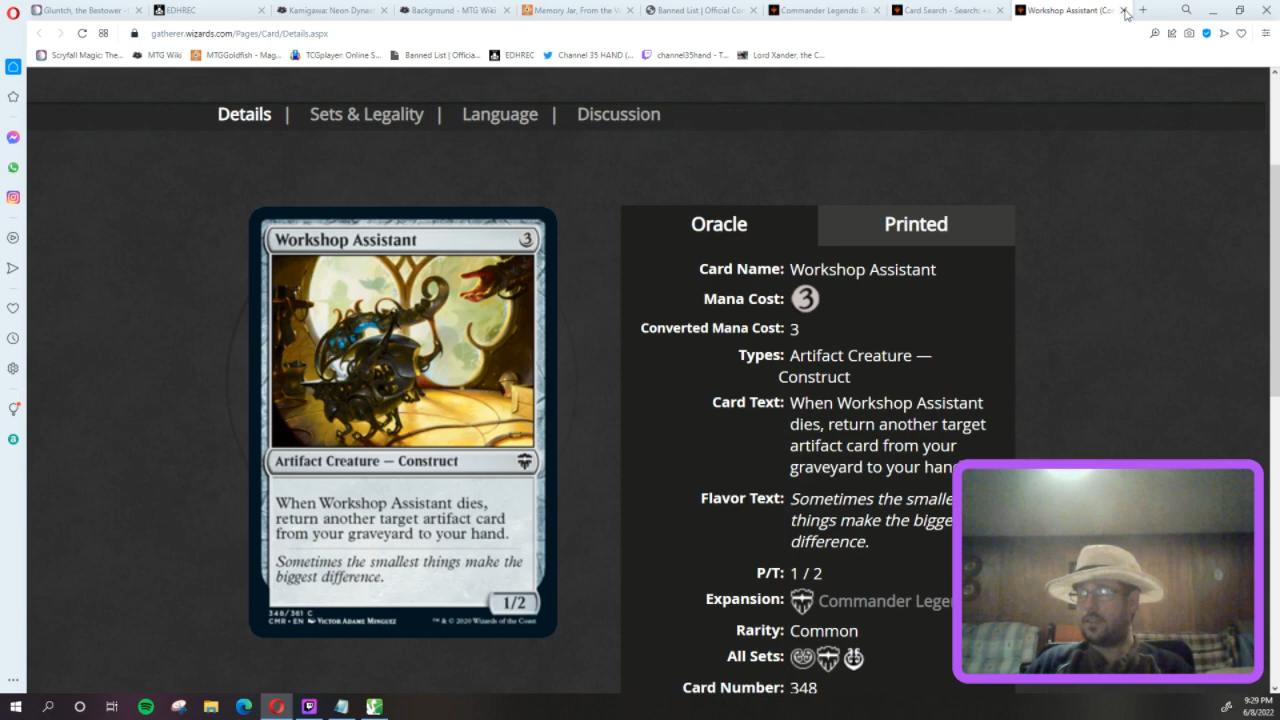 Gluntch, the Bestower -
EDHREC
Kamigawa: Neon Dynas
Background - MTG Wiki
Memory Jar, From the V
Banned List | Official Co
Commander Legends: B
Card Search - Search: +
Workshop Assistant (Co
gatherer.wizards.com/Pages/Card/Details.aspx
Scryfall Magic: The...
MTG Wiki
MTGGoldfish - Mag...
TCGplayer: Online S...
Banned List | Officia...
EDHREC
Channel 35 HAND (...
channel35hand - T...
Lord Xander, the C...
Details | Sets & Legality | Language | Discussion
Workshop Assistant 3
Artifact Creature — Construct
When Workshop Assistant dies,
return another target artifact card
from your graveyard to your hand.
Sometimes the smallest things make the
biggest difference.
1/2
348/361 C
CMR • EN Victor Adame Minguez
™ & © 2020 Wizards of the Coast
Oracle Printed
Card Name: Workshop Assistant
Mana Cost: 3
Converted Mana Cost: 3
Types: Artifact Creature —
Construct
Card Text: When Workshop Assistant
dies, return another target
artifact card from your
graveyard to your han
Flavor Text: Sometimes the smalle
things make the bigge
difference.
P/T: 1 / 2
Expansion: Commander Leger
Rarity: Common
All Sets:
Card Number: 348
9:29 PM
6/8/2022